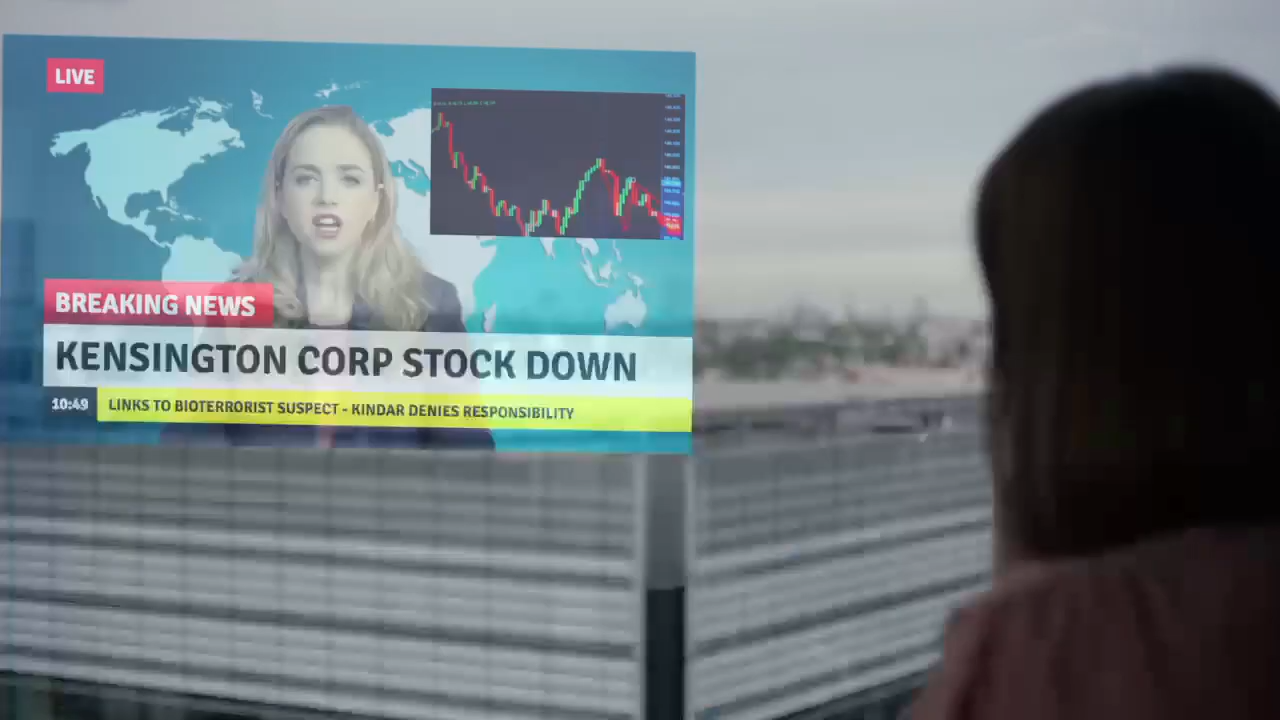 LIVE
BREAKING NEWS
KENSINGTON CORP STOCK DOWN
10:49
LINKS TO BIOTERRORIST SUSPECT - KINDAR DENIES RESPONSIBILITY